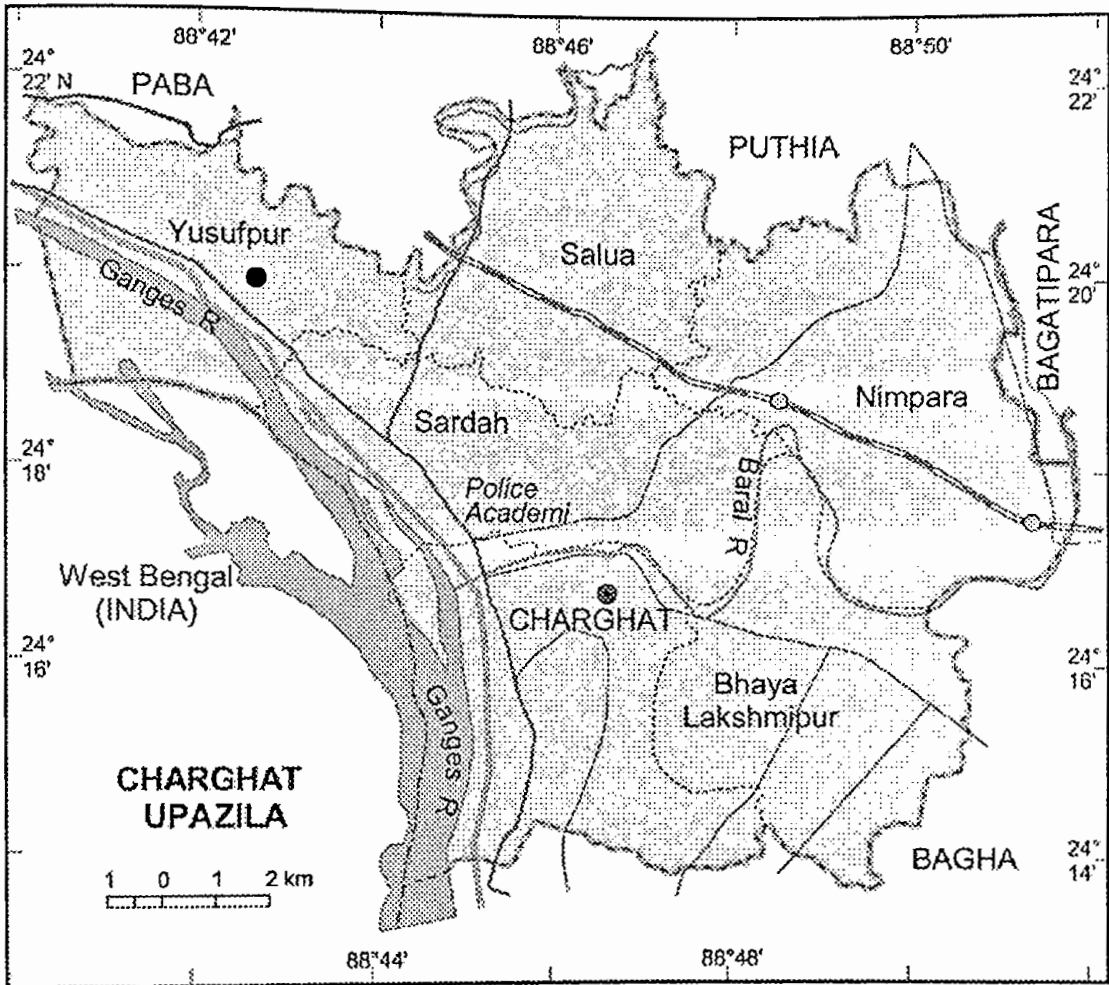 88°42'
88°46'
88°50'
24°
22' N
PABA
24°
22'
PUTHIA
Yusufpur
Salua
BAGATIPARA
Ganges R
24°
20'
Nimpara
Sardah
24°
18'
Police
Academi
Baral R
West Bengal
(INDIA)
CHARGHAT
24°
16'
24°
16'
Bhaya
Lakshmipur
Ganges R
CHARGHAT
UPAZILA
BAGHA
24°
14'
1 0 1 2 km
88°44'
88°48'